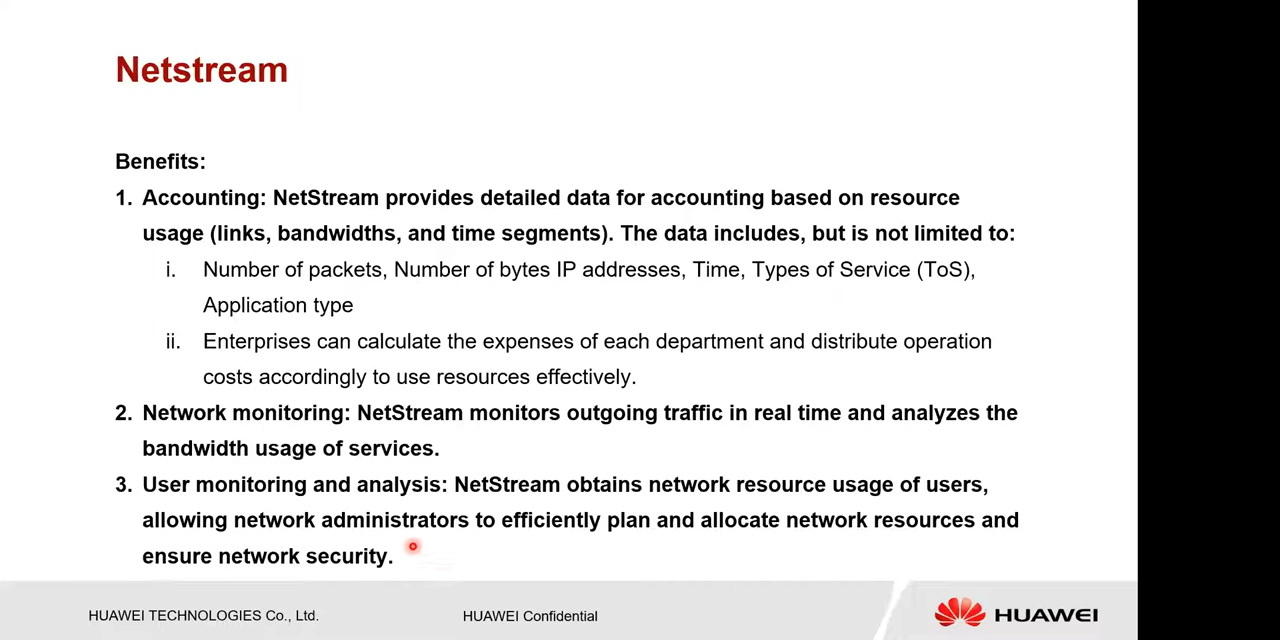 Netstream
Benefits:
1. Accounting: NetStream provides detailed data for accounting based on resource
usage (links, bandwidths, and time segments). The data includes, but is not limited to:
i. Number of packets, Number of bytes IP addresses, Time, Types of Service (ToS),
Application type
ii. Enterprises can calculate the expenses of each department and distribute operation
costs accordingly to use resources effectively.
2. Network monitoring: NetStream monitors outgoing traffic in real time and analyzes the
bandwidth usage of services.
3. User monitoring and analysis: NetStream obtains network resource usage of users,
allowing network administrators to efficiently plan and allocate network resources and
ensure network security.
HUAWEI TECHNOLOGIES Co., Ltd. HUAWEI Confidential HUAWEI